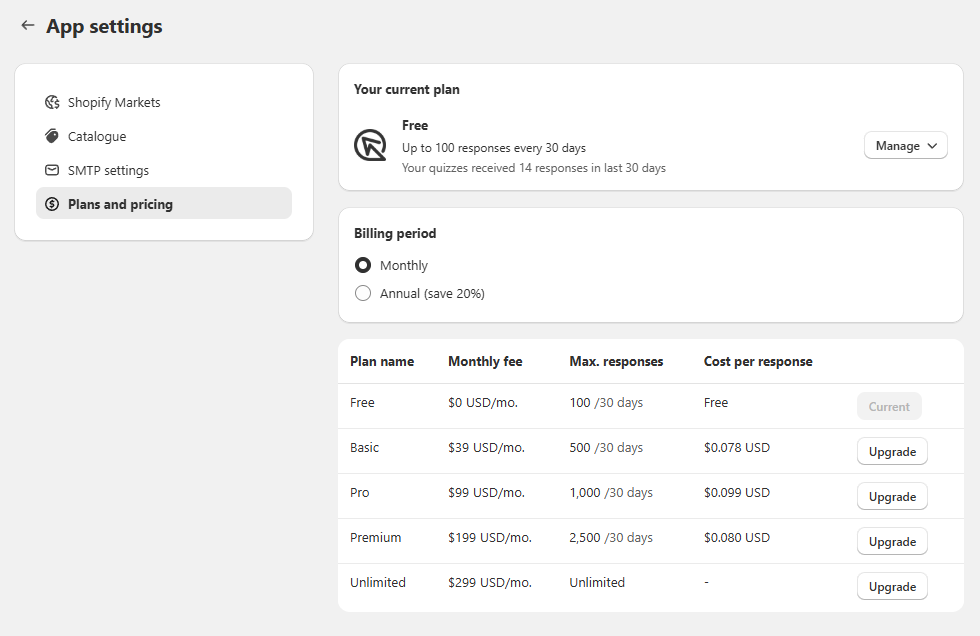 App settings
Shopify Markets
Catalogue
SMTP settings
Plans and pricing
Your current plan
Free
Up to 100 responses every 30 days
Your quizzes received 14 responses in last 30 days
Manage
Billing period
Monthly
Annual (save 20%)
Plan name Monthly fee Max. responses Cost per response
Free $0 USD/mo. 100 /30 days Free Current
Basic $39 USD/mo. 500 /30 days $0.078 USD Upgrade
Pro $99 USD/mo. 1,000 /30 days $0.099 USD Upgrade
Premium $199 USD/mo. 2,500 /30 days $0.080 USD Upgrade
Unlimited $299 USD/mo. Unlimited - Upgrade